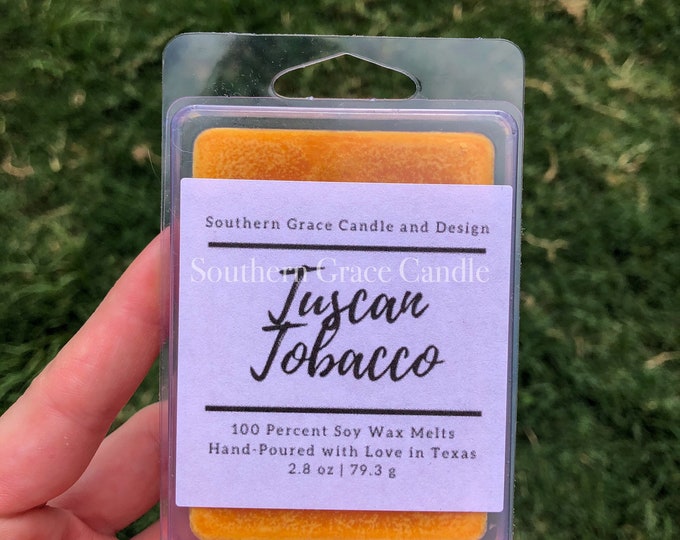 Southern Grace Candle and Design
Southern Grace Candle
Tuscan
Tobacco
100 Percent Soy Wax Melts
Hand-Poured with Love in Texas
2.8 oz | 79.3 g